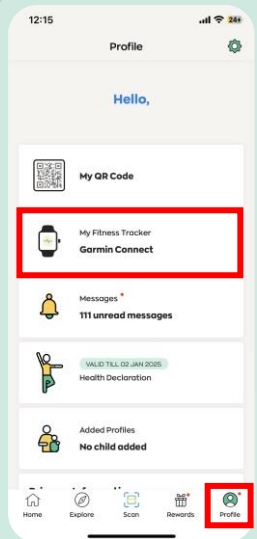 12:15
24+
Profile
Hello,
My QR Code
My Fitness Tracker
Garmin Connect
Messages
111 unread messages
VALID TILL 02 JAN 2025
Health Declaration
Added Profiles
No child added
Home
Explore
Scan
Rewards
Profile